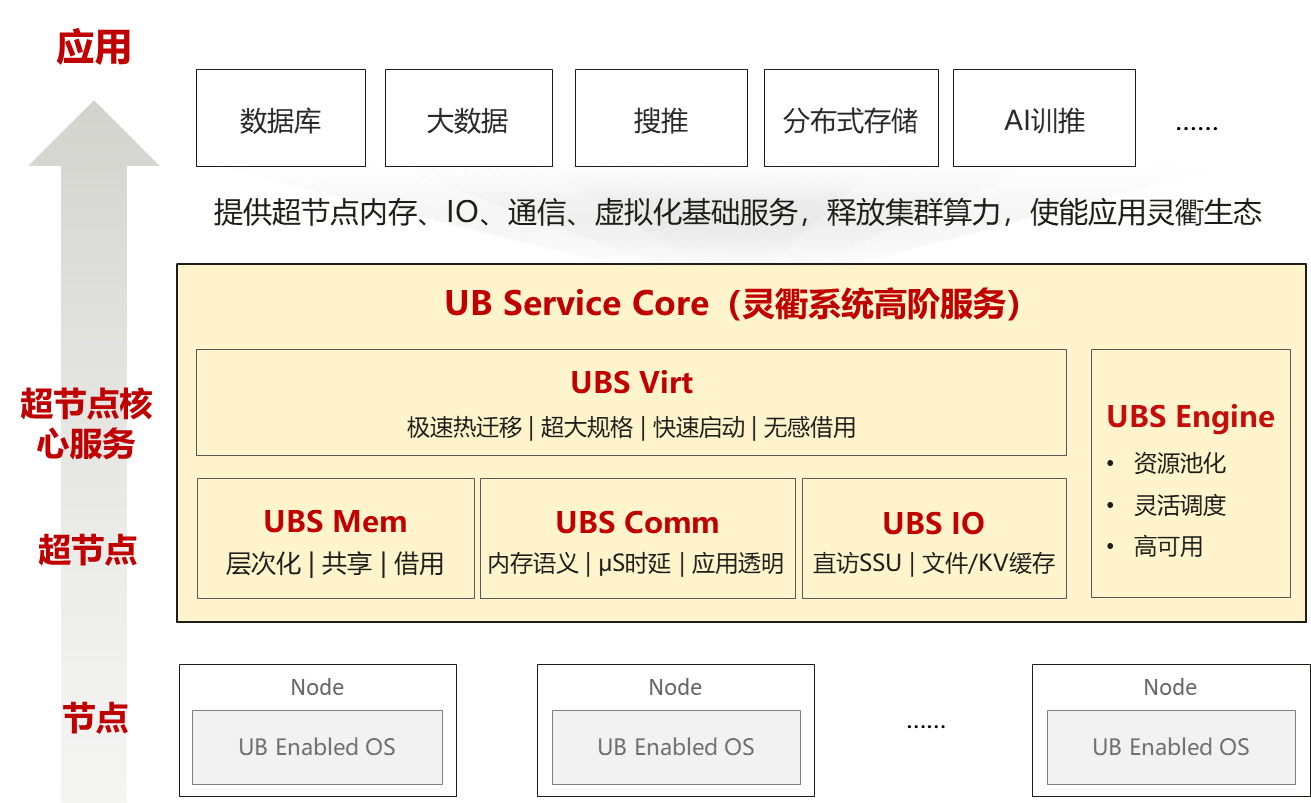 应用
数据库
大数据
搜推
分布式存储
AI训推
......
提供超节点内存、IO、通信、虚拟化基础服务，释放集群算力，使能应用灵衢生态
UB Service Core（灵衢系统高阶服务）
超节点核
心服务
UBS Virt
极速热迁移 | 超大规格 | 快速启动 | 无感借用
UBS Engine
• 资源池化
• 灵活调度
• 高可用
超节点
UBS Mem
层次化 | 共享 | 借用
UBS Comm
内存语义 | μS时延 | 应用透明
UBS IO
直访SSU | 文件/KV缓存
节点
Node
UB Enabled OS
Node
UB Enabled OS
......
Node
UB Enabled OS